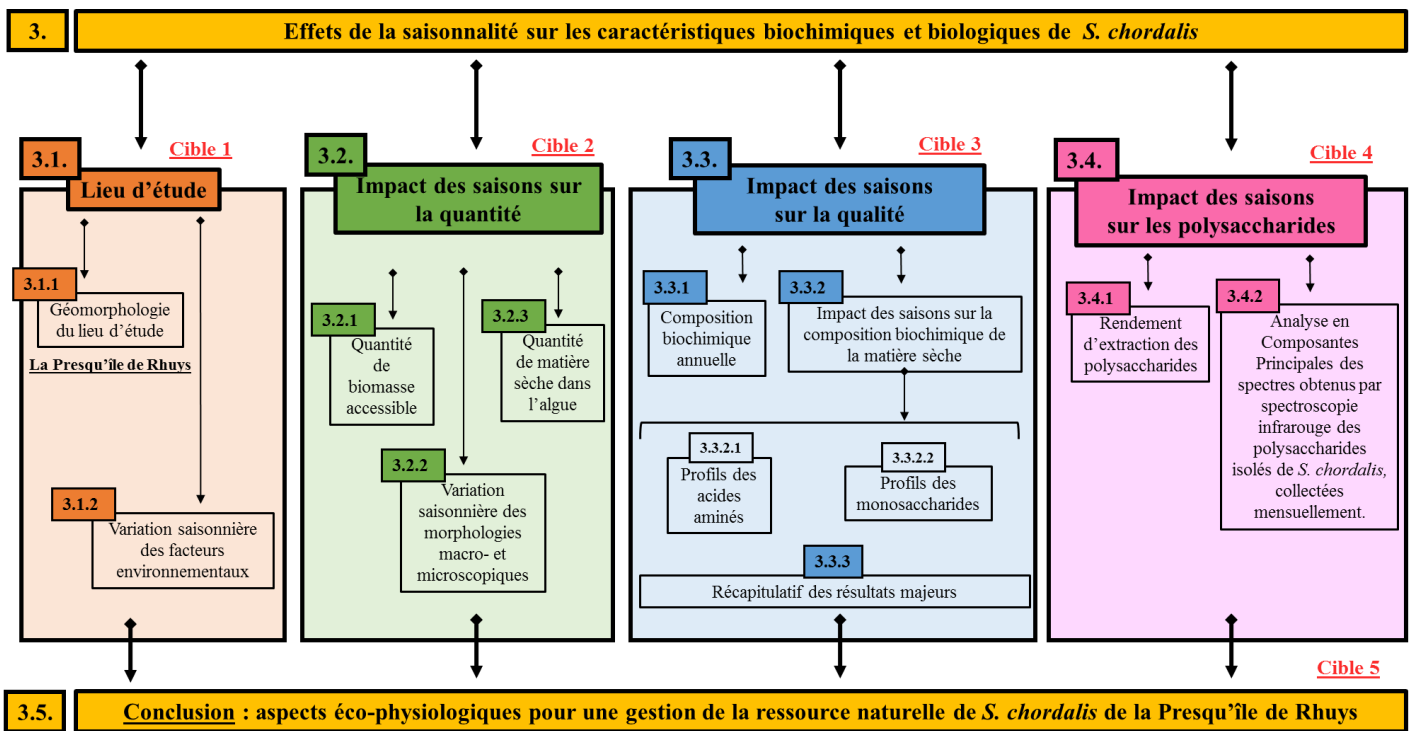 3.
Effets de la saisonnalité sur les caractéristiques biochimiques et biologiques de S. chordalis
Cible 1
3.1.
Lieu d'étude
3.1.1
Géomorphologie
du lieu d'étude
La Presqu'île de Rhuys
3.1.2
Variation saisonnière
des facteurs
environnementaux
Cible 2
3.2.
Impact des saisons sur
la quantité
3.2.1
Quantité
de
biomasse
accessible
3.2.3
Quantité
de matière
sèche dans
l'algue
3.2.2
Variation
saisonnière des
morphologies
macro- et
microscopiques
Cible 3
3.3.
Impact des saisons
sur la qualité
3.3.1
Composition
biochimique
annuelle
3.3.2
Impact des saisons sur la
composition biochimique de
la matière sèche
3.3.2.1
Profils des
acides
aminés
3.3.2.2
Profils des
monosaccharides
3.3.3
Récapitulatif des résultats majeurs
Cible 4
3.4.
Impact des saisons
sur les polysaccharides
3.4.1
Rendement
d'extraction des
polysaccharides
3.4.2
Analyse en
Composantes
Principales des
spectres obtenus par
spectroscopie
infrarouge des
polysaccharides
isolés de S. chordalis,
collectées
mensuellement.
Cible 5
3.5.
Conclusion : aspects éco-physiologiques pour une gestion de la ressource naturelle de S. chordalis de la Presqu'île de Rhuys